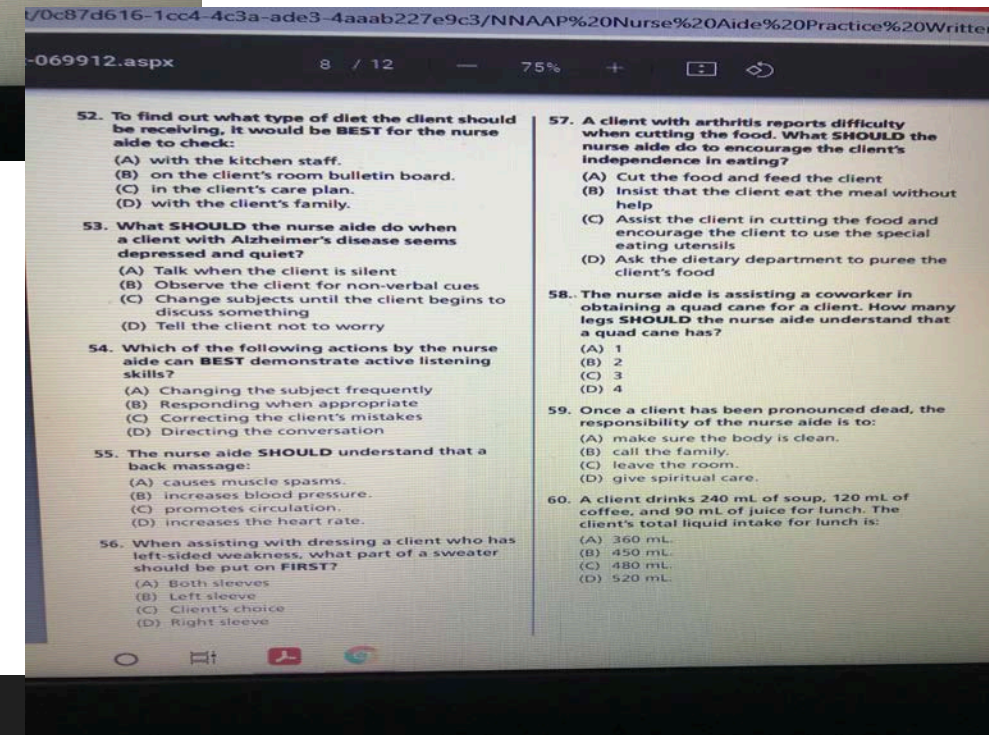 t/0c87d616-1cc4-4c3a-ade3-4aaab227e9c3/NNAAP%20Nurse%20Aide%20Practice%20Writte
-069912.aspx
8 / 12
75%
52. To find out what type of diet the client should
be receiving, it would be BEST for the nurse
aide to check:
(A) with the kitchen staff.
(B) on the client's room bulletin board.
(C) in the client's care plan.
(D) with the client's family.
53. What SHOULD the nurse aide do when
a client with Alzheimer's disease seems
depressed and quiet?
(A) Talk when the client is silent
(B) Observe the client for non-verbal cues
(C) Change subjects until the client begins to
discuss something
(D) Tell the client not to worry
54. Which of the following actions by the nurse
aide can BEST demonstrate active listening
skills?
(A) Changing the subject frequently
(B) Responding when appropriate
(C) Correcting the client's mistakes
(D) Directing the conversation
55. The nurse aide SHOULD understand that a
back massage:
(A) causes muscle spasms.
(B) increases blood pressure.
(C) promotes circulation.
(D) increases the heart rate.
56. When assisting with dressing a client who has
left-sided weakness, what part of a sweater
should be put on FIRST?
(A) Both sleeves
(B) Left sleeve
(C) Client's choice
(D) Right sleeve
57. A client with arthritis reports difficulty
when cutting the food. What SHOULD the
nurse aide do to encourage the client's
independence in eating?
(A) Cut the food and feed the client
(B) Insist that the client eat the meal without
help
(C) Assist the client in cutting the food and
encourage the client to use the special
eating utensils
(D) Ask the dietary department to puree the
client's food
58. The nurse aide is assisting a coworker in
obtaining a quad cane for a client. How many
legs SHOULD the nurse aide understand that
a quad cane has?
(A) 1
(B) 2
(C) 3
(D) 4
59. Once a client has been pronounced dead, the
responsibility of the nurse aide is to:
(A) make sure the body is clean.
(B) call the family.
(C) leave the room.
(D) give spiritual care.
60. A client drinks 240 mL of soup, 120 mL of
coffee, and 90 mL of juice for lunch. The
client's total liquid intake for lunch is:
(A) 360 mL.
(B) 450 mL.
(C) 480 mL.
(D) 520 mL.